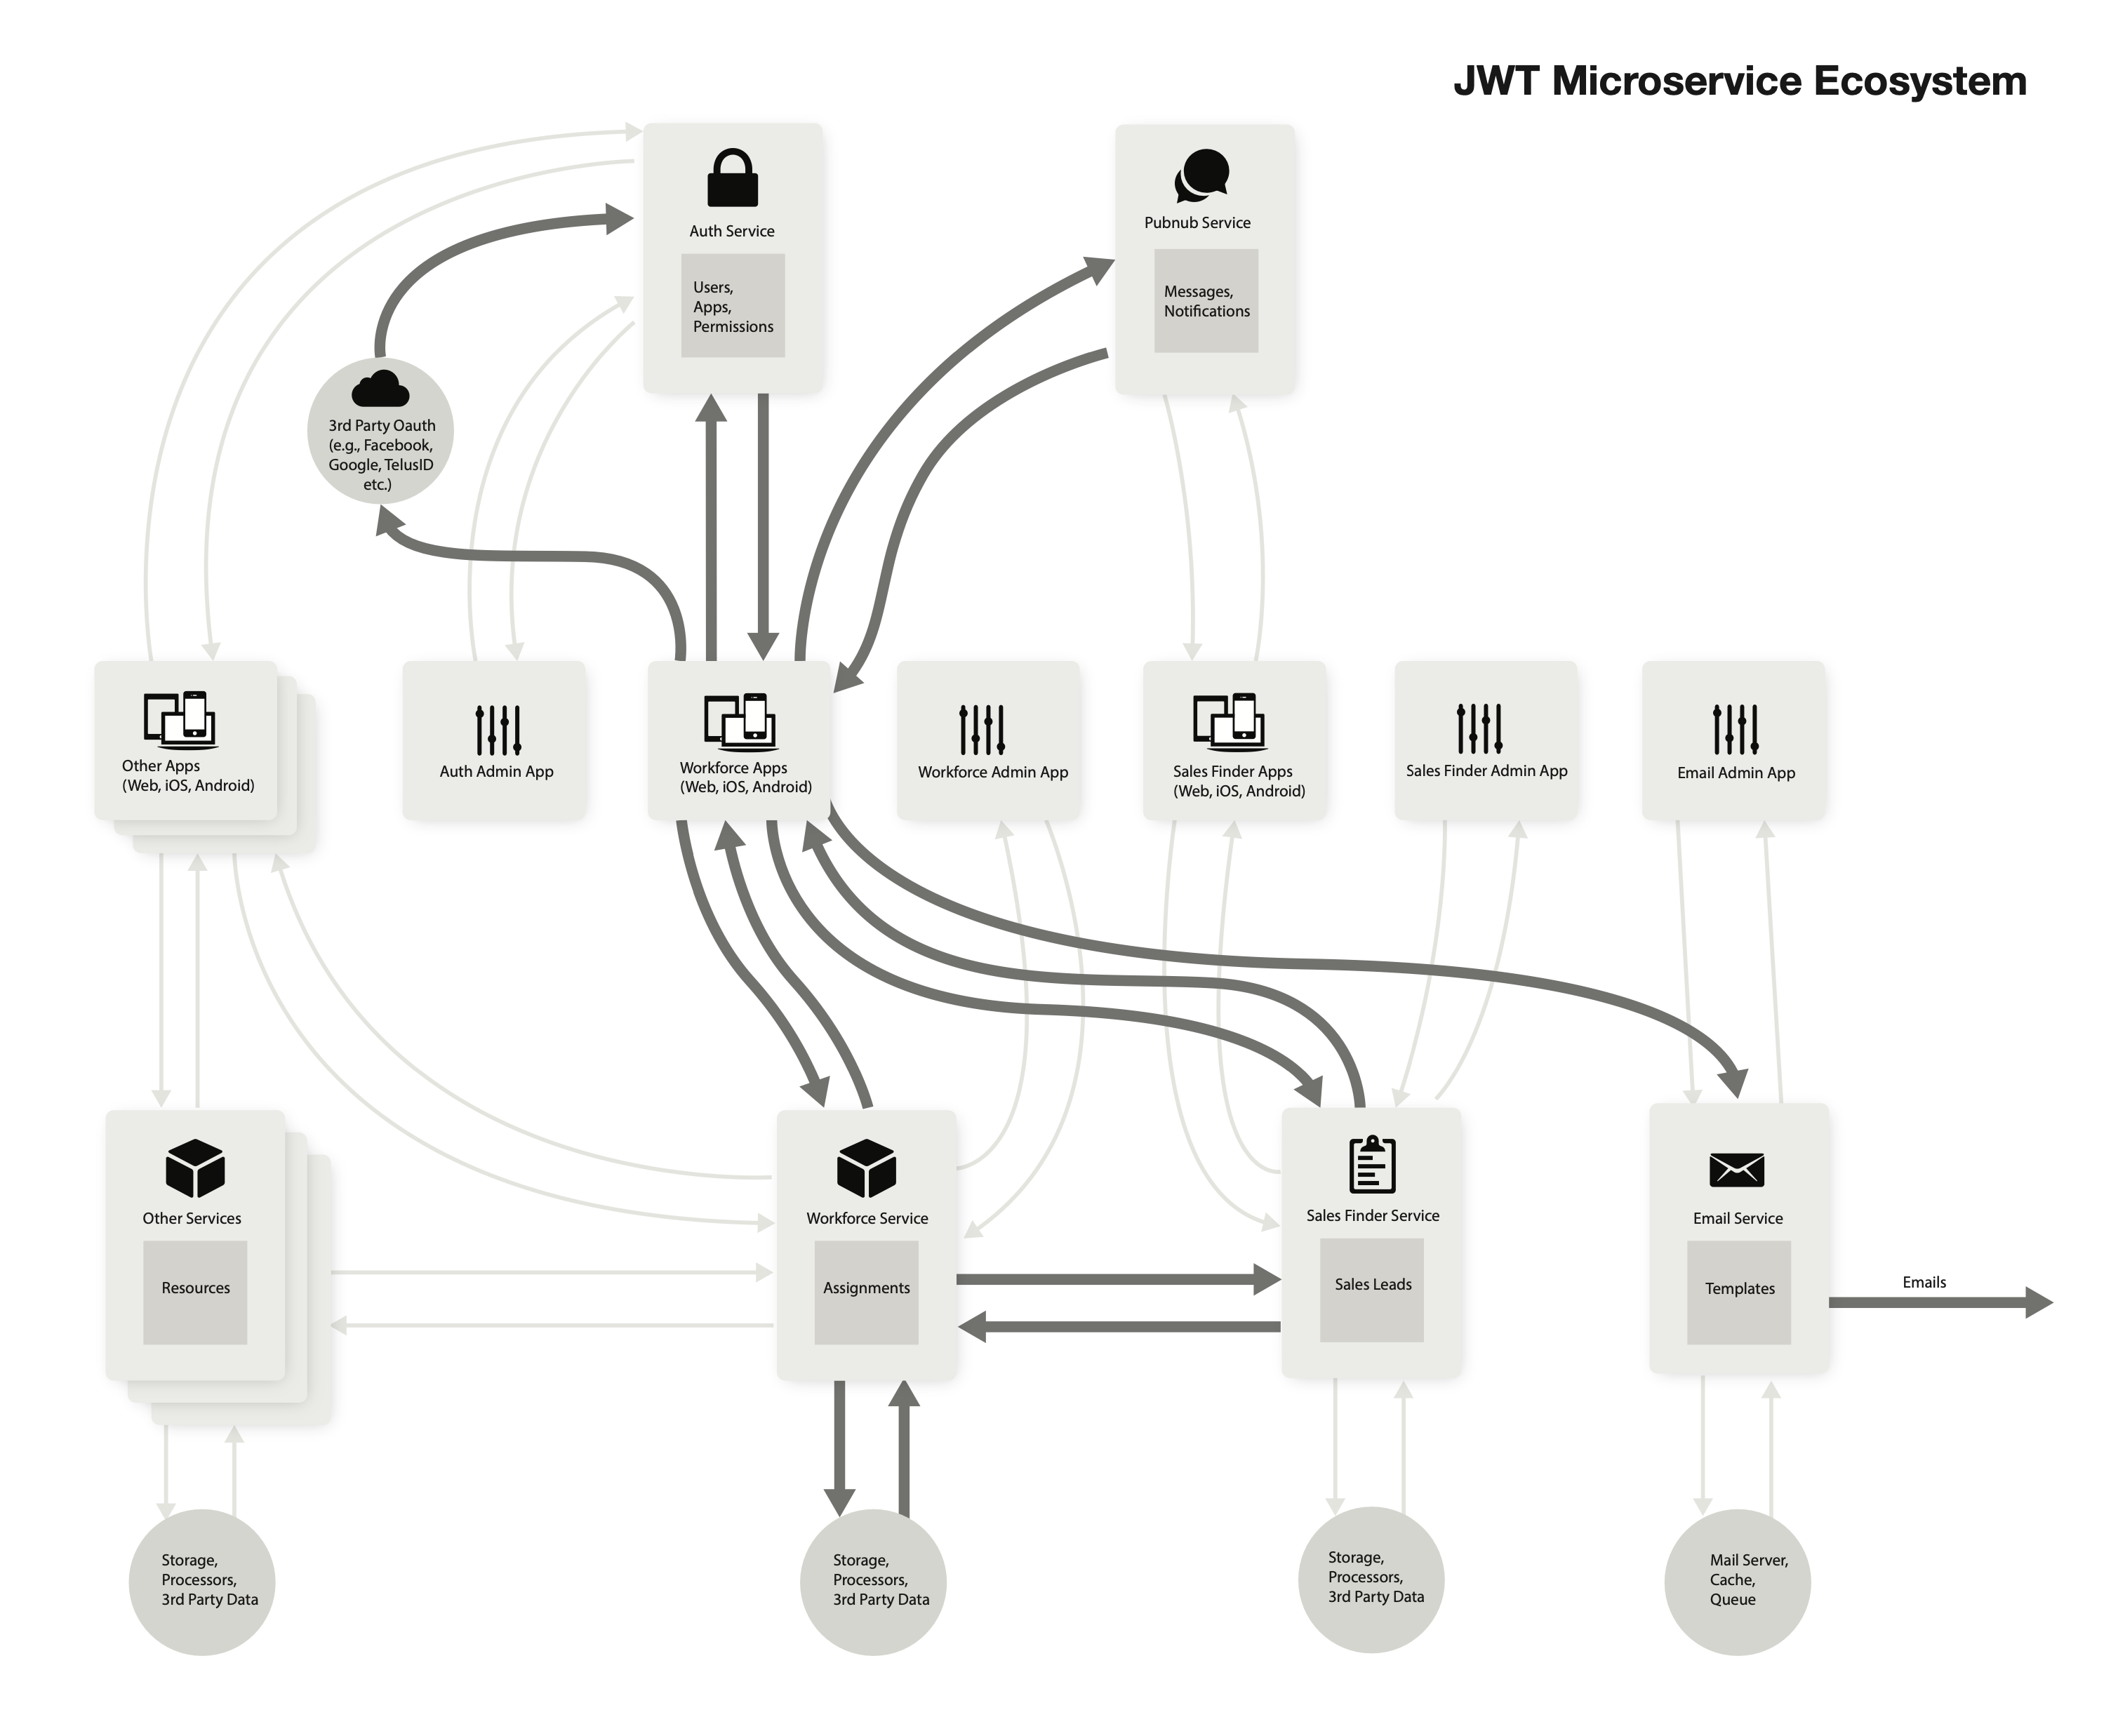 JWT Microservice Ecosystem
Auth Service
Users,
Apps,
Permissions
Pubnub Service
Messages,
Notifications
3rd Party Oauth
(e.g., Facebook,
Google, TelusID
etc.)
Other Apps
(Web, iOS, Android)
Auth Admin App
Workforce Apps
(Web, iOS, Android)
Workforce Admin App
Sales Finder Apps
(Web, iOS, Android)
Sales Finder Admin App
Email Admin App
Other Services
Resources
Workforce Service
Assignments
Sales Finder Service
Sales Leads
Email Service
Templates
Emails
Storage,
Processors,
3rd Party Data
Storage,
Processors,
3rd Party Data
Storage,
Processors,
3rd Party Data
Mail Server,
Cache,
Queue